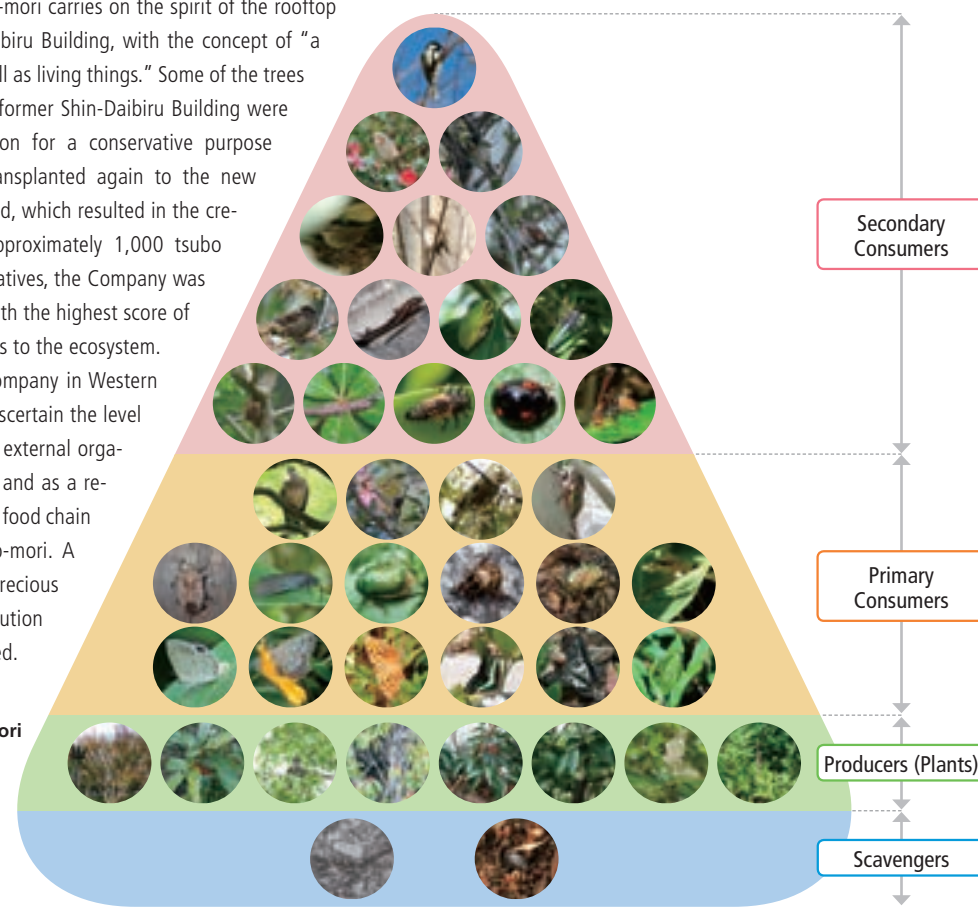 -mori carries on the spirit of the rooftop
ibiru Building, with the concept of “a
ll as living things.” Some of the trees
former Shin-Daibiru Building were
on for a conservative purpose
ansplanted again to the new
d, which resulted in the cre-
pproximately 1,000 tsubo
atives, the Company was
th the highest score of
s to the ecosystem.
ompany in Western
scertain the level
external orga-
and as a re-
food chain
o-mori. A
recious
ution
ed.
ori
Secondary
Consumers
Primary
Consumers
Producers (Plants)
Scavengers